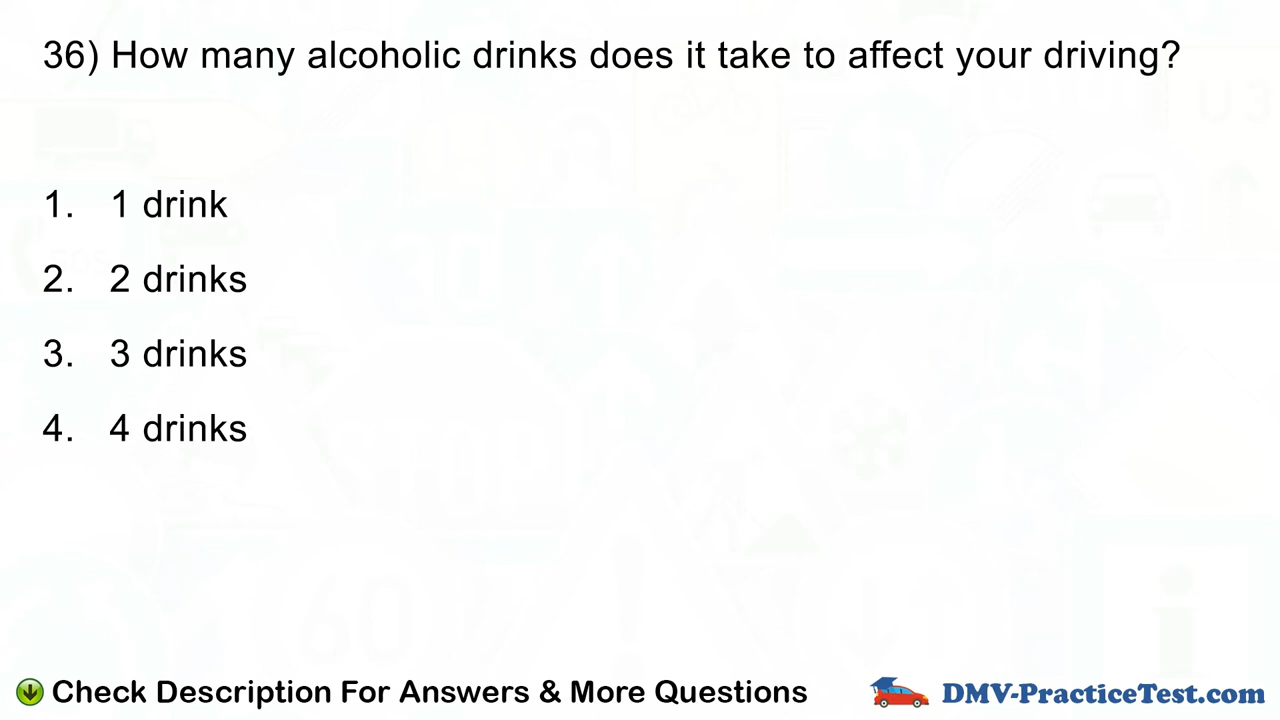 36) How many alcoholic drinks does it take to affect your driving?
1. 1 drink
2. 2 drinks
3. 3 drinks
4. 4 drinks
Check Description For Answers & More Questions
DMV-PracticeTest.com